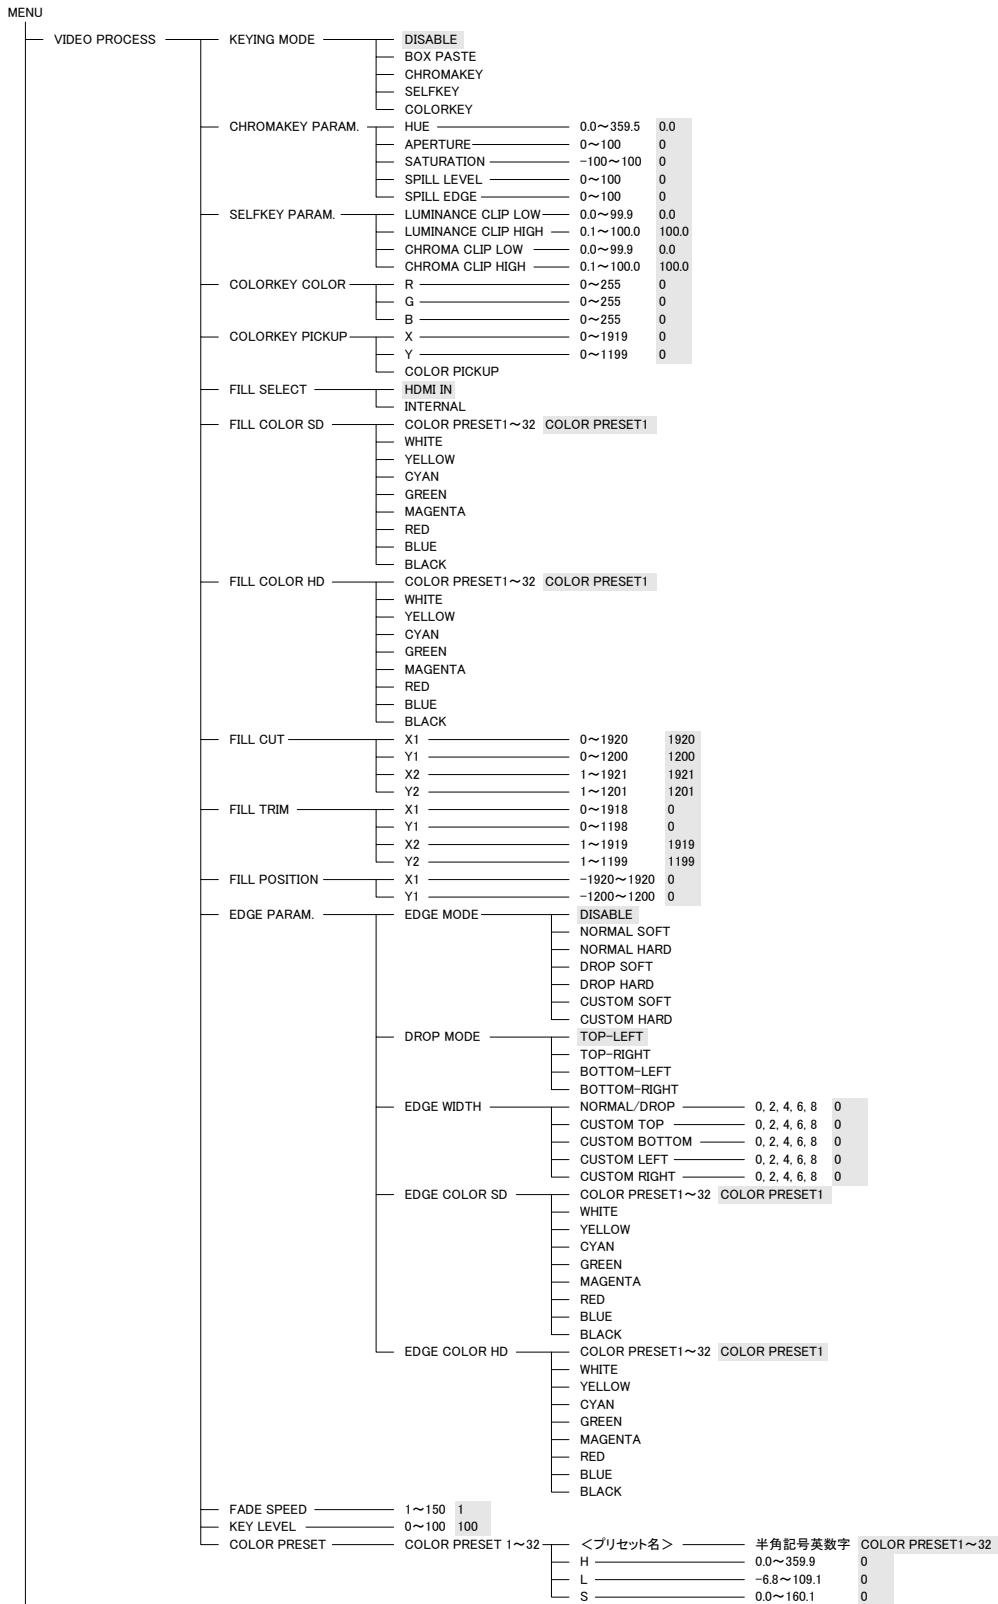 MENU
VIDEO PROCESS KEYING MODE DISABLE
BOX PASTE
CHROMAKEY
SELFKEY
COLORKEY
CHROMAKEY PARAM. HUE 0.0～359.5 0.0
APERTURE 0～100 0
SATURATION -100～100 0
SPILL LEVEL 0～100 0
SPILL EDGE 0～100 0
SELFKEY PARAM. LUMINANCE CLIP LOW 0.0～99.9 0.0
LUMINANCE CLIP HIGH 0.1～100.0 100.0
CHROMA CLIP LOW 0.0～99.9 0.0
CHROMA CLIP HIGH 0.1～100.0 100.0
COLORKEY COLOR R 0～255 0
G 0～255 0
B 0～255 0
COLORKEY PICKUP X 0～1919 0
Y 0～1199 0
COLOR PICKUP
FILL SELECT HDMI IN
INTERNAL
FILL COLOR SD COLOR PRESET1～32 COLOR PRESET1
WHITE
YELLOW
CYAN
GREEN
MAGENTA
RED
BLUE
BLACK
FILL COLOR HD COLOR PRESET1～32 COLOR PRESET1
WHITE
YELLOW
CYAN
GREEN
MAGENTA
RED
BLUE
BLACK
FILL CUT X1 0～1920 1920
Y1 0～1200 1200
X2 1～1921 1921
Y2 1～1201 1201
FILL TRIM X1 0～1918 0
Y1 0～1198 0
X2 1～1919 1919
Y2 1～1199 1199
FILL POSITION X1 -1920～1920 0
Y1 -1200～1200 0
EDGE PARAM. EDGE MODE DISABLE
NORMAL SOFT
NORMAL HARD
DROP SOFT
DROP HARD
CUSTOM SOFT
CUSTOM HARD
DROP MODE TOP-LEFT
TOP-RIGHT
BOTTOM-LEFT
BOTTOM-RIGHT
EDGE WIDTH NORMAL/DROP 0, 2, 4, 6, 8 0
CUSTOM TOP 0, 2, 4, 6, 8 0
CUSTOM BOTTOM 0, 2, 4, 6, 8 0
CUSTOM LEFT 0, 2, 4, 6, 8 0
CUSTOM RIGHT 0, 2, 4, 6, 8 0
EDGE COLOR SD COLOR PRESET1～32 COLOR PRESET1
WHITE
YELLOW
CYAN
GREEN
MAGENTA
RED
BLUE
BLACK
EDGE COLOR HD COLOR PRESET1～32 COLOR PRESET1
WHITE
YELLOW
CYAN
GREEN
MAGENTA
RED
BLUE
BLACK
FADE SPEED 1～150 1
KEY LEVEL 0～100 100
COLOR PRESET COLOR PRESET 1～32 <プリセット名> 半角記号英数字 COLOR PRESET1～32
H 0.0～359.9 0
L -6.8～109.1 0
S 0.0～160.1 0